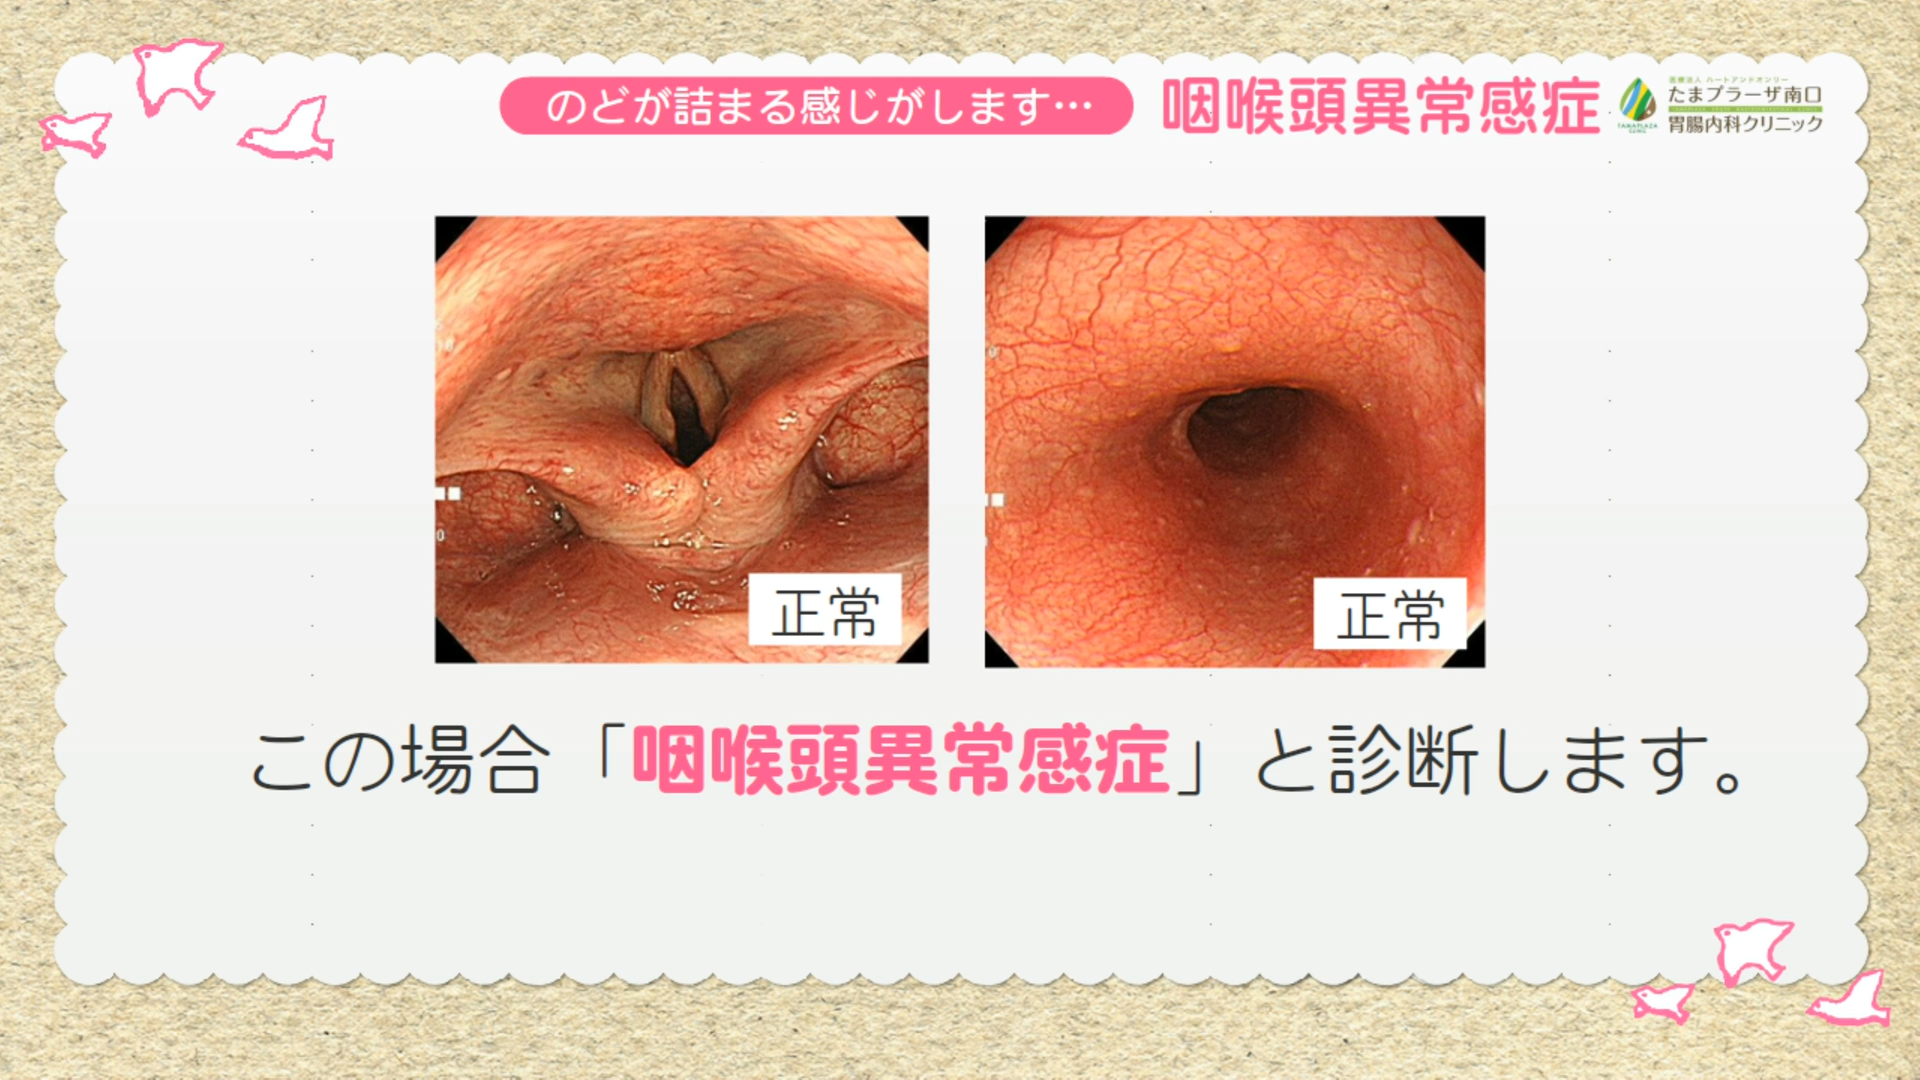 のどが詰まる感じがします…
咽喉頭異常感症
医療法人 ハートアンドオンリー
たまプラーザ南口
胃腸内科クリニック
TAMAPLAZA
CLINIC
正常
正常
この場合「咽喉頭異常感症」と診断します。